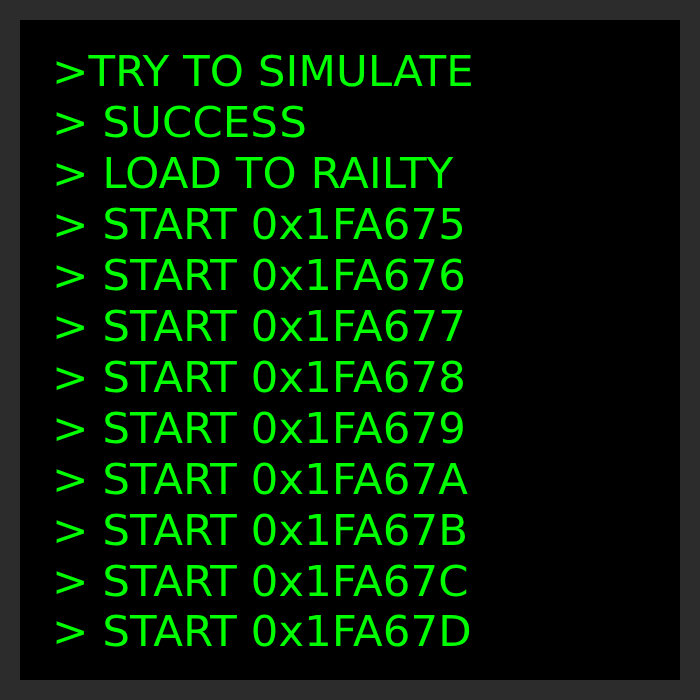 >TRY TO SIMULATE
> SUCCESS
> LOAD TO RAILTY
> START 0x1FA675
> START 0x1FA676
> START 0x1FA677
> START 0x1FA678
> START 0x1FA679
> START 0x1FA67A
> START 0x1FA67B
> START 0x1FA67C
> START 0x1FA67D